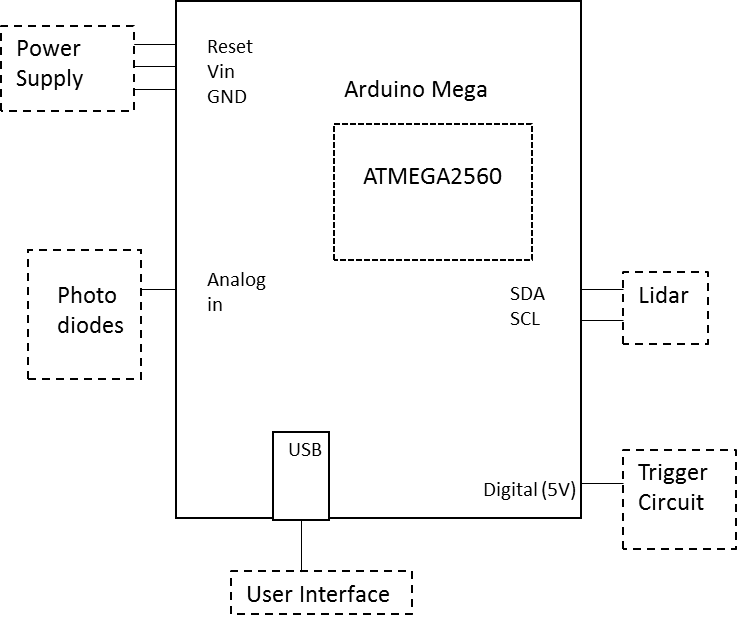 Power
Supply
Reset
Vin
GND
Arduino Mega
ATMEGA2560
Photo
diodes
Analog
in
SDA
SCL
Lidar
USB
Digital (5V)
Trigger
Circuit
User Interface